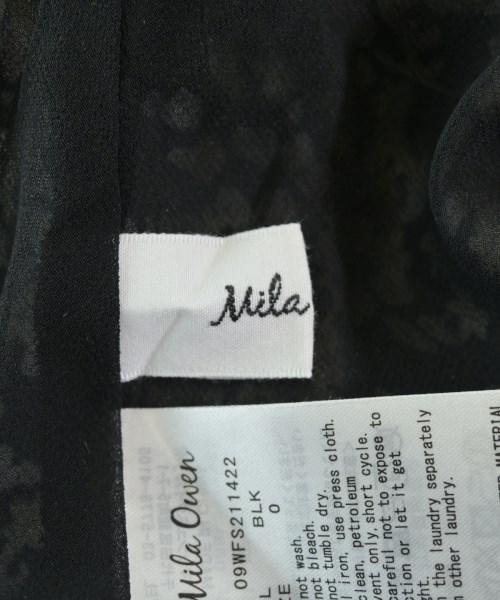 Mila
Mila Owen
09WFS211422
BLK
0
not wash.
not bleach.
not tumble dry.
iron, use press cloth.
clean, petroleum
vent only, short cycle.
careful not to expose to
ction or let it get
ht.
the laundry separately
other laundry.
MATERIAL